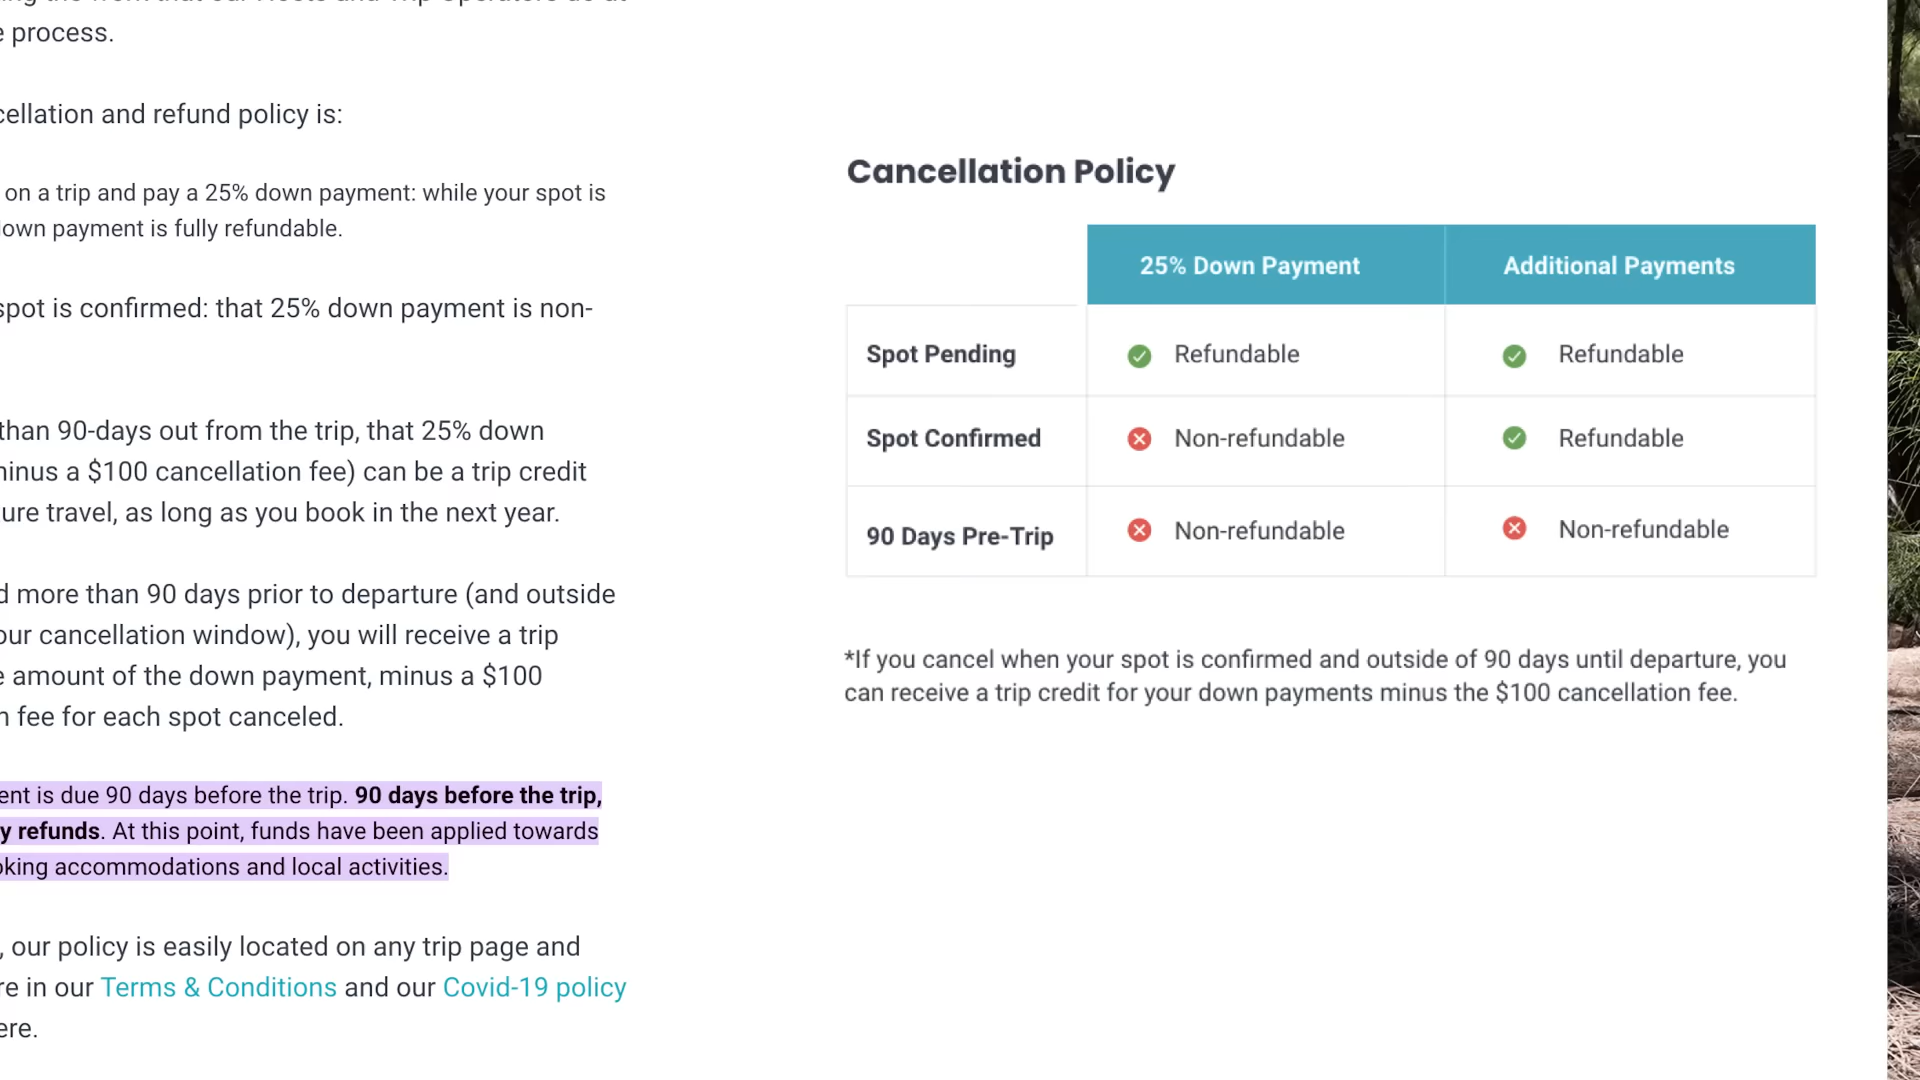 process.
cellation and refund policy is:
on a trip and pay a 25% down payment: while your spot is
down payment is fully refundable.
spot is confirmed: that 25% down payment is non-
than 90-days out from the trip, that 25% down
minus a $100 cancellation fee) can be a trip credit
ure travel, as long as you book in the next year.
d more than 90 days prior to departure (and outside
our cancellation window), you will receive a trip
e amount of the down payment, minus a $100
n fee for each spot canceled.
ent is due 90 days before the trip. 90 days before the trip,
y refunds. At this point, funds have been applied towards
oking accommodations and local activities.
, our policy is easily located on any trip page and
re in our Terms & Conditions and our Covid-19 policy
ere.
Cancellation Policy
25% Down Payment Additional Payments
Spot Pending Refundable Refundable
Spot Confirmed Non-refundable Refundable
90 Days Pre-Trip Non-refundable Non-refundable
*If you cancel when your spot is confirmed and outside of 90 days until departure, you
can receive a trip credit for your down payments minus the $100 cancellation fee.